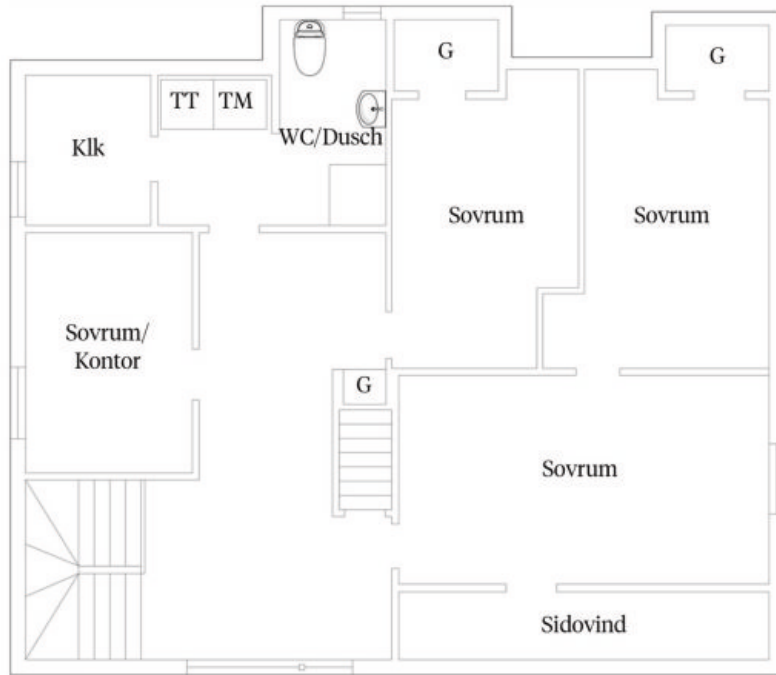 G
G
TT
TM
Klk
WC/Dusch
Sovrum
Sovrum
Sovrum/
Kontor
G
Sovrum
Sidovind